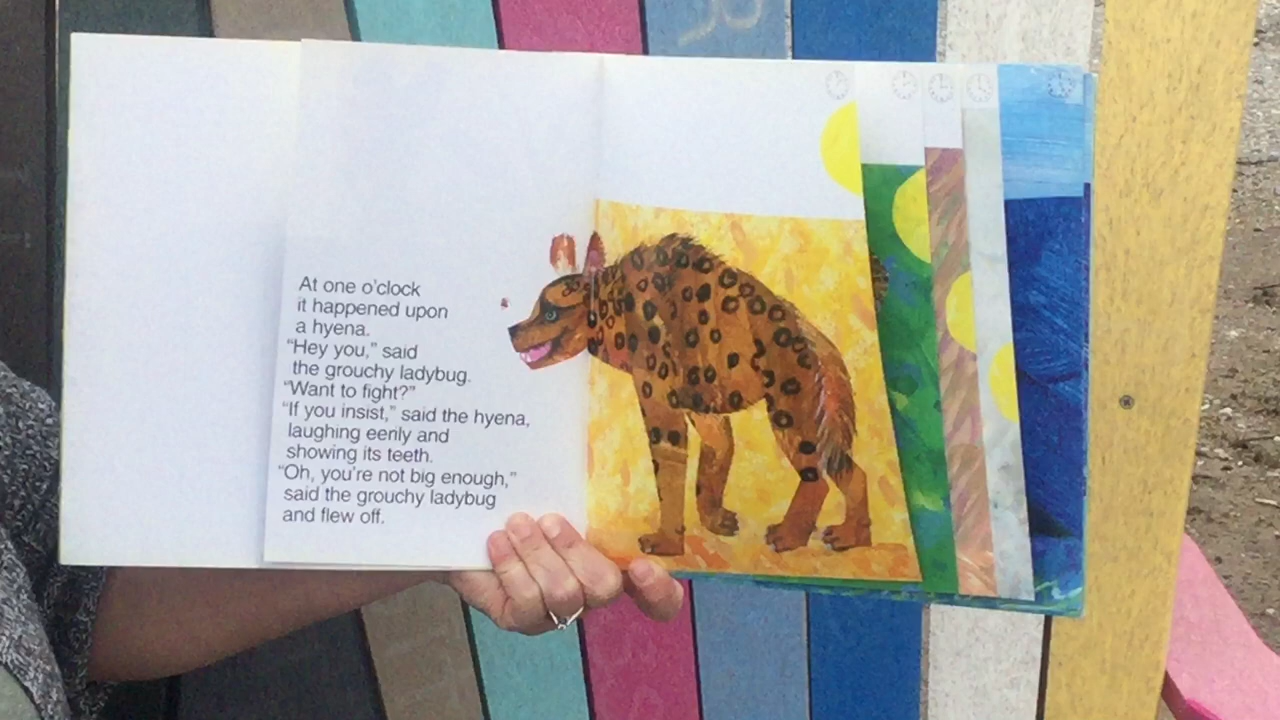 At one o'clock
it happened upon
a hyena.
"Hey you," said
the grouchy ladybug.
"Want to fight?"
"If you insist," said the hyena,
laughing eerily and
showing its teeth.
"Oh, you're not big enough,"
said the grouchy ladybug
and flew off.